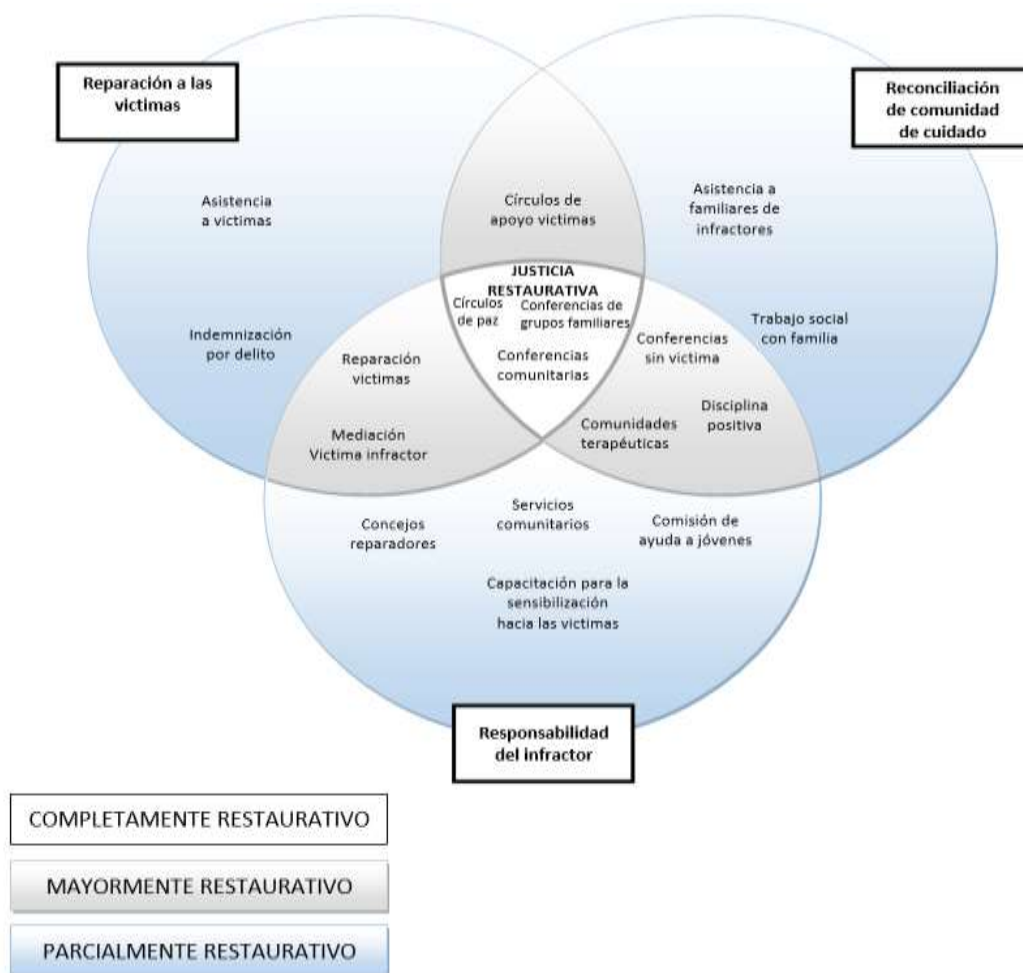 Reparación a las
victimas
Reconciliación
de comunidad
de cuidado
Asistencia
a victimas
Círculos de
apoyo victimas
Asistencia a
familiares de
infractores
JUSTICIA
RESTAURATIVA
Círculos
de paz
Conferencias de
grupos familiares
Conferencias
comunitarias
Indemnización
por delito
Reparación
victimas
Mediación
Victima infractor
Conferencias
sin victima
Trabajo social
con familia
Disciplina
positiva
Comunidades
terapéuticas
Concejos
reparadores
Servicios
comunitarios
Comisión de
ayuda a jóvenes
Capacitación para la
sensibilización
hacia las victimas
Responsabilidad
del infractor
COMPLETAMENTE RESTAURATIVO
MAYORMENTE RESTAURATIVO
PARCIALMENTE RESTAURATIVO